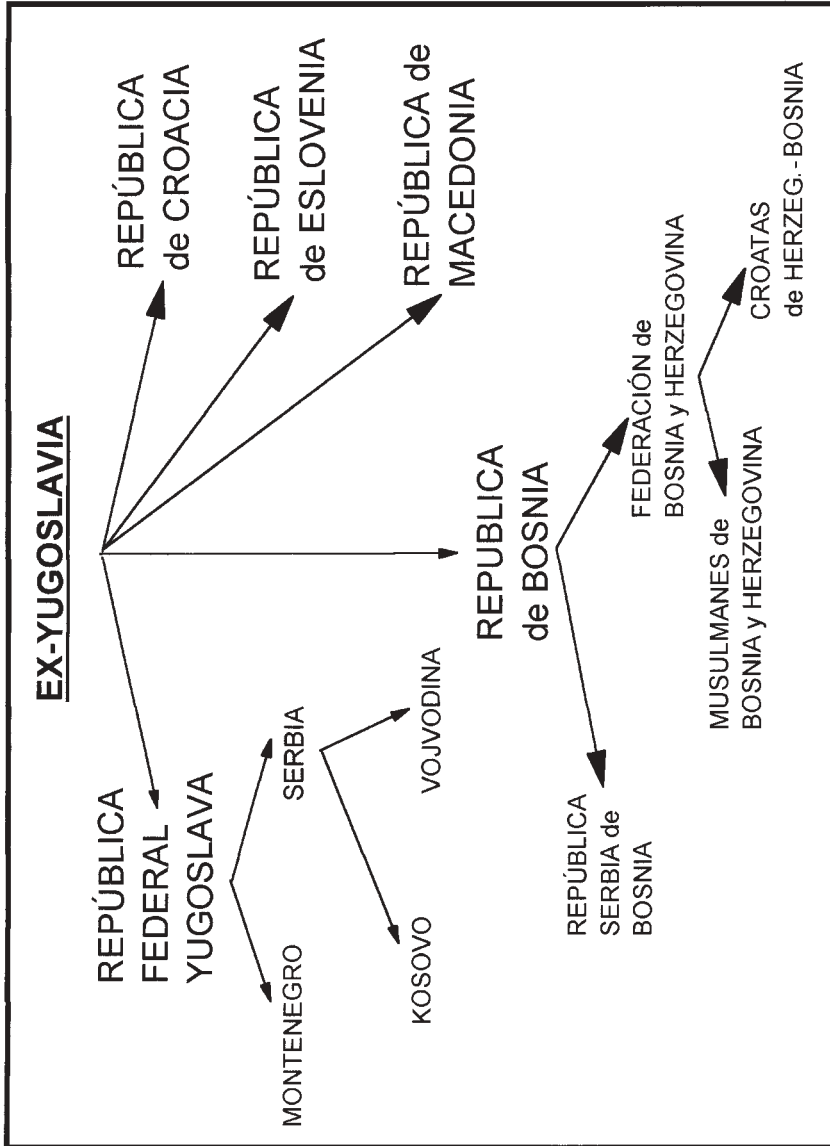 EX-YUGOSLAVIA
REPÚBLICA
FEDERAL
YUGOSLAVA
MONTENEGRO
SERBIA
KOSOVO
VOJVODINA
REPUBLICA
de BOSNIA
REPÚBLICA
SERBIA de
BOSNIA
FEDERACIÓN de
BOSNIA y HERZEGOVINA
MUSULMANES de
BOSNIA y HERZEGOVINA
CROATAS
de HERZEG.-BOSNIA
REPÚBLICA
de CROACIA
REPÚBLICA
de ESLOVENIA
REPÚBLICA de
MACEDONIA